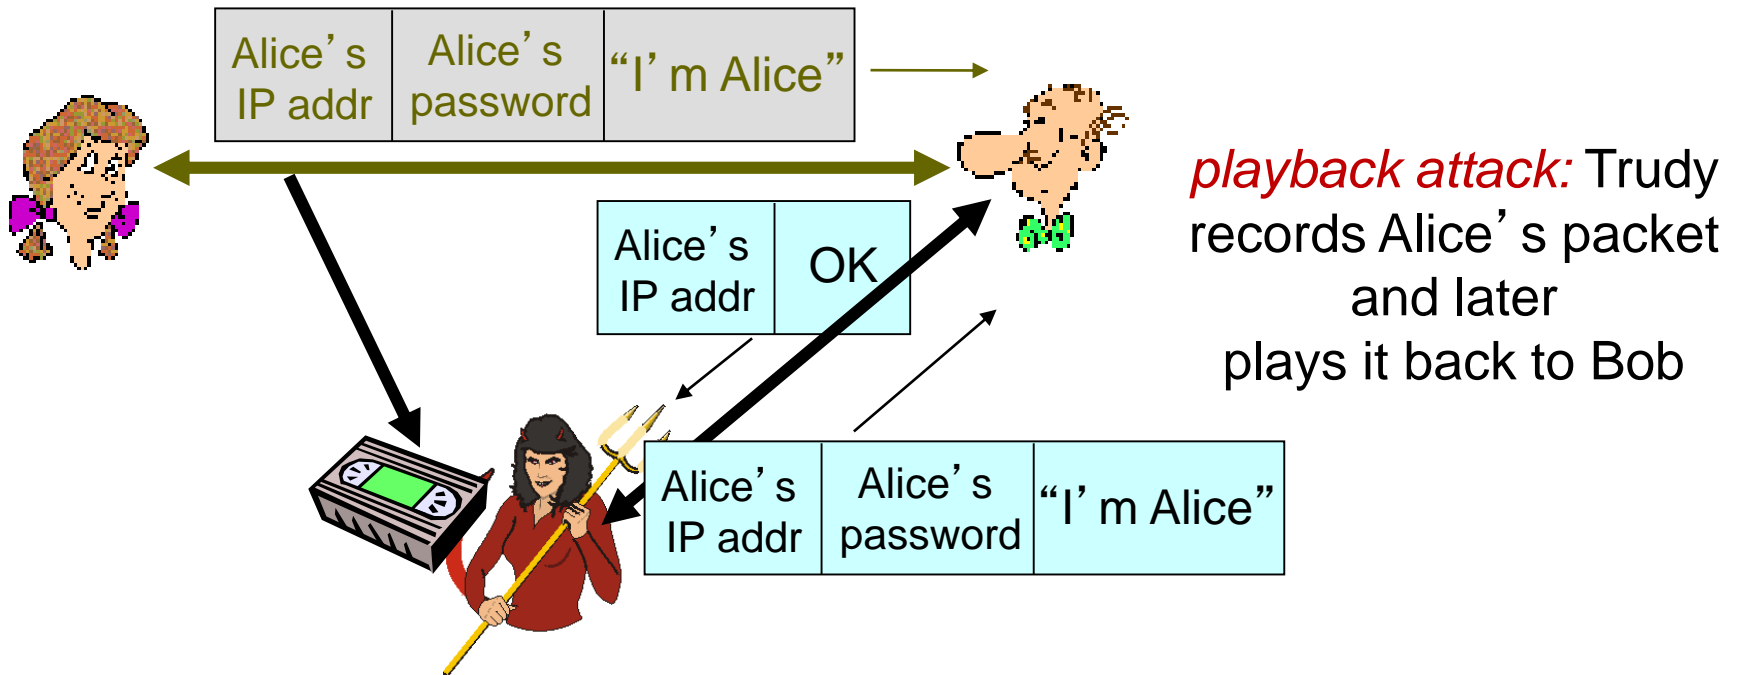 Alice’s
IP addr
Alice’s
password
“I’m Alice”
playback attack: Trudy
records Alice’s packet
and later
plays it back to Bob
Alice’s
IP addr
OK
Alice’s
IP addr
Alice’s
password
“I’m Alice”